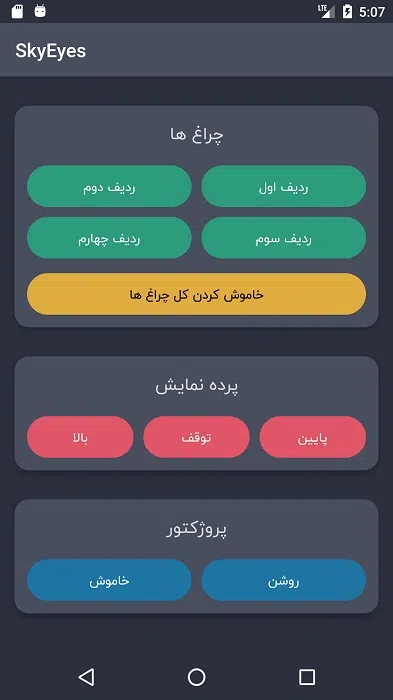 LTE 5:07
SkyEyes
چراغ ها
ردیف اول ردیف دوم
ردیف سوم ردیف چهارم
خاموش کردن کل چراغ ها
پرده نمایش
پایین توقف بالا
پروژکتور
روشن خاموش